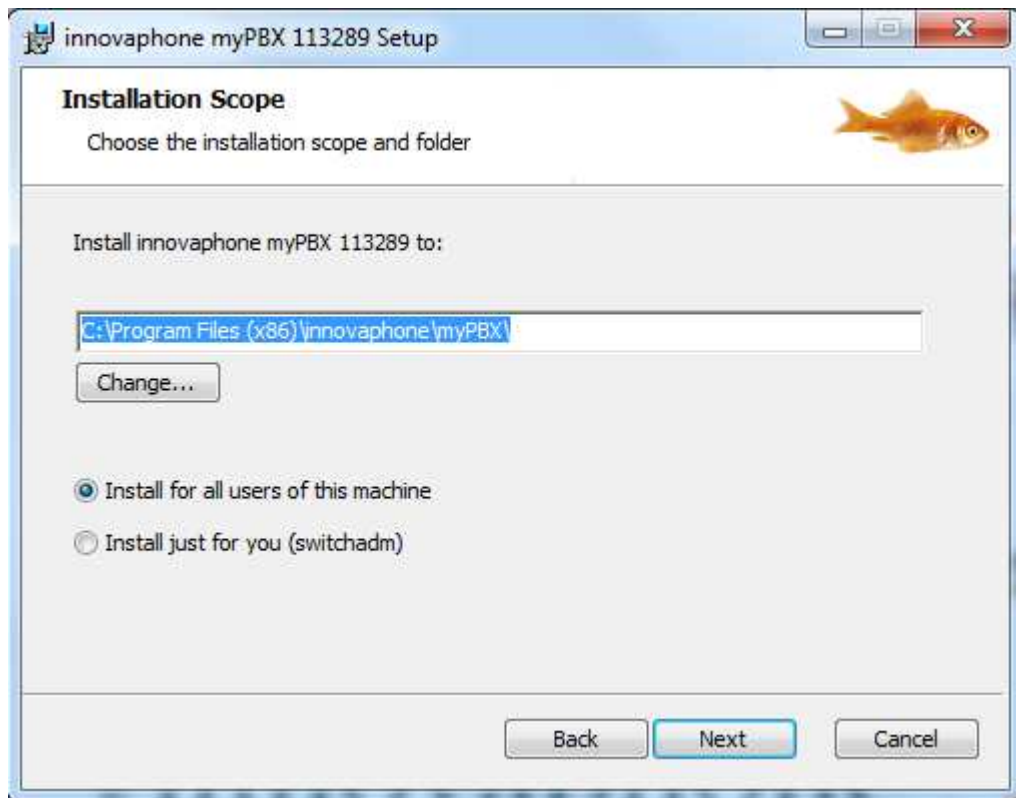 innovaphone myPBX 113289 Setup
Installation Scope
Choose the installation scope and folder
Install innovaphone myPBX 113289 to:
C:\Program Files (x86)\innovaphone\myPBX\
Change...
Install for all users of this machine
Install just for you (switchadm)
Back Next Cancel